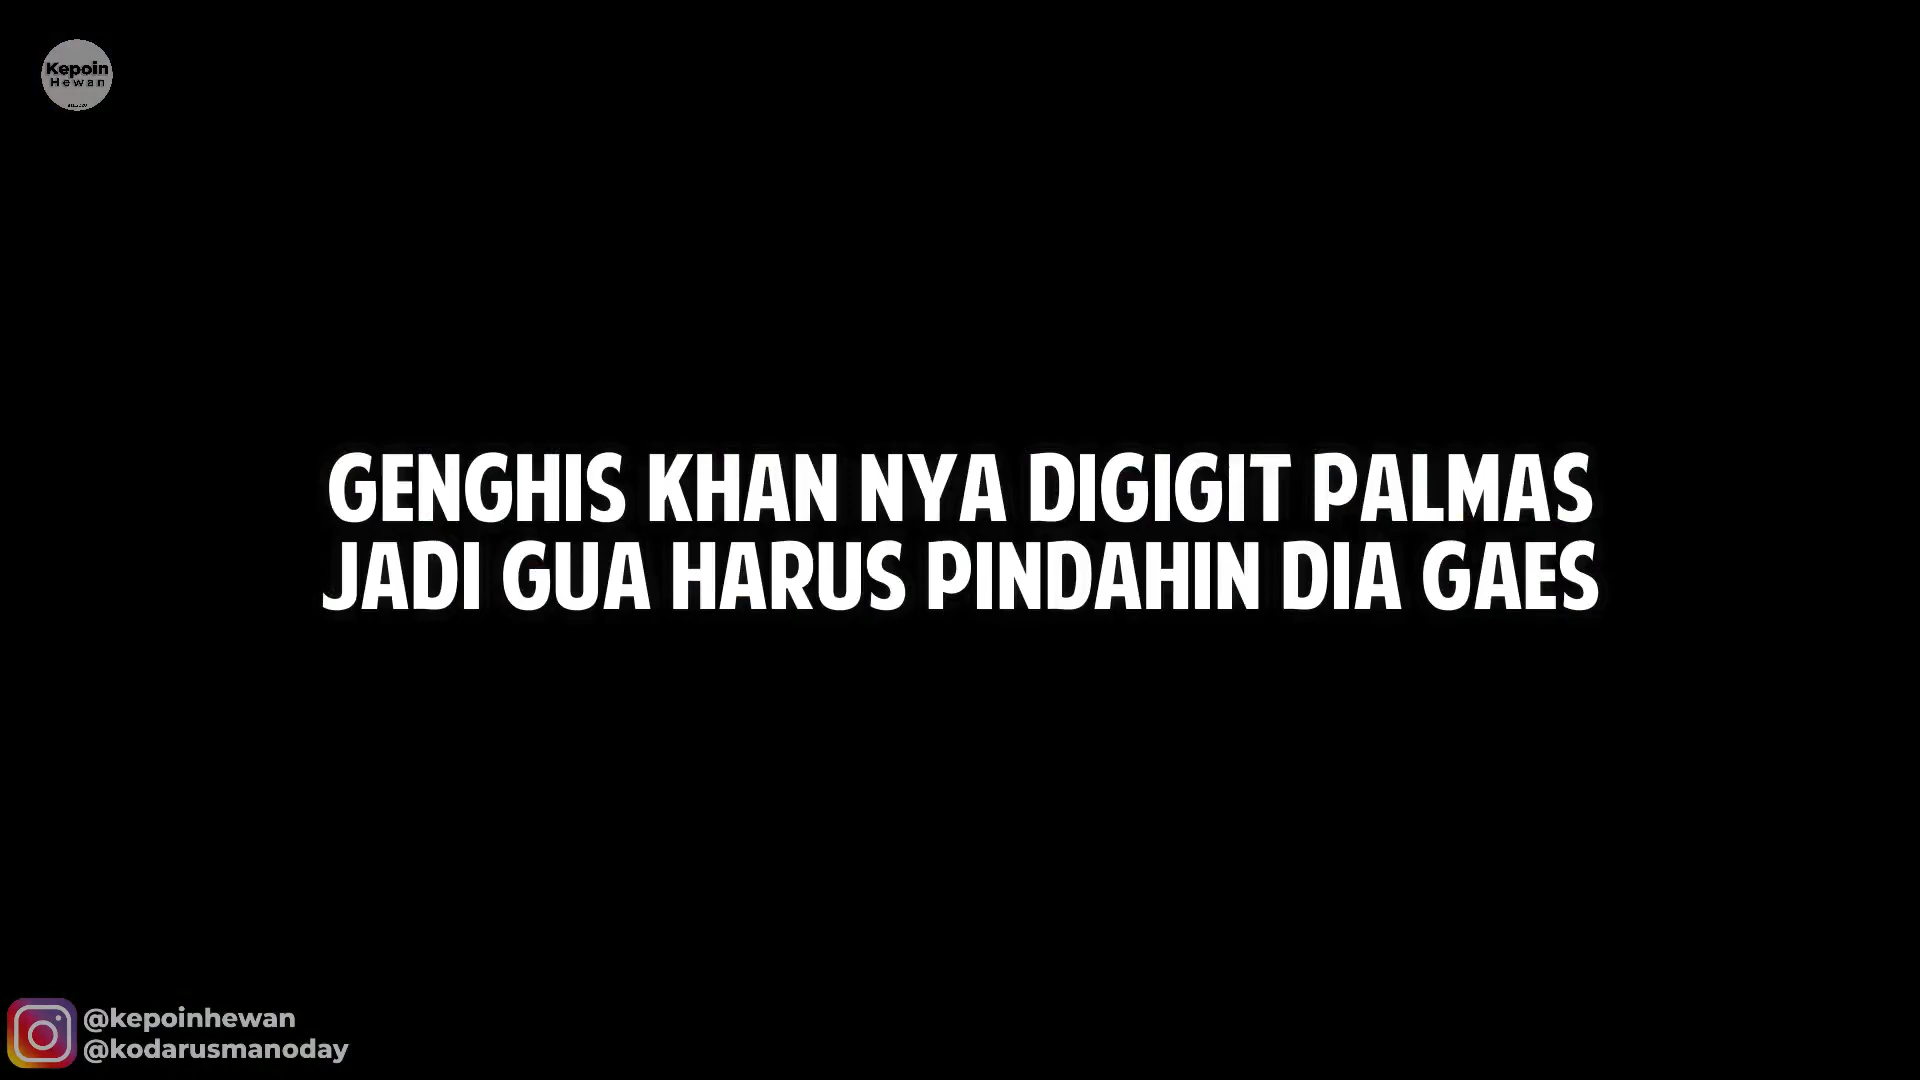 Kepoin
Hewan
GENGHIS KHAN NYA DIGIGIT PALMAS
JADI GUA HARUS PINDAHIN DIA GAES
@kepoinhewan
@kodarusmanoday